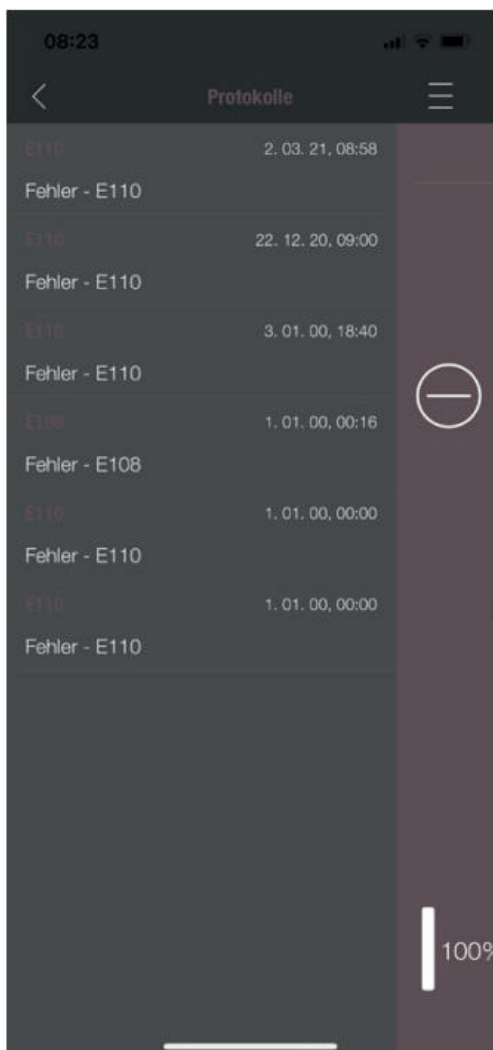 08:23
Protokolle
E110 2. 03. 21, 08:58
Fehler - E110
E110 22. 12. 20, 09:00
Fehler - E110
E110 3. 01. 00, 18:40
Fehler - E110
E108 1. 01. 00, 00:16
Fehler - E108
E110 1. 01. 00, 00:00
Fehler - E110
E110 1. 01. 00, 00:00
Fehler - E110
100%